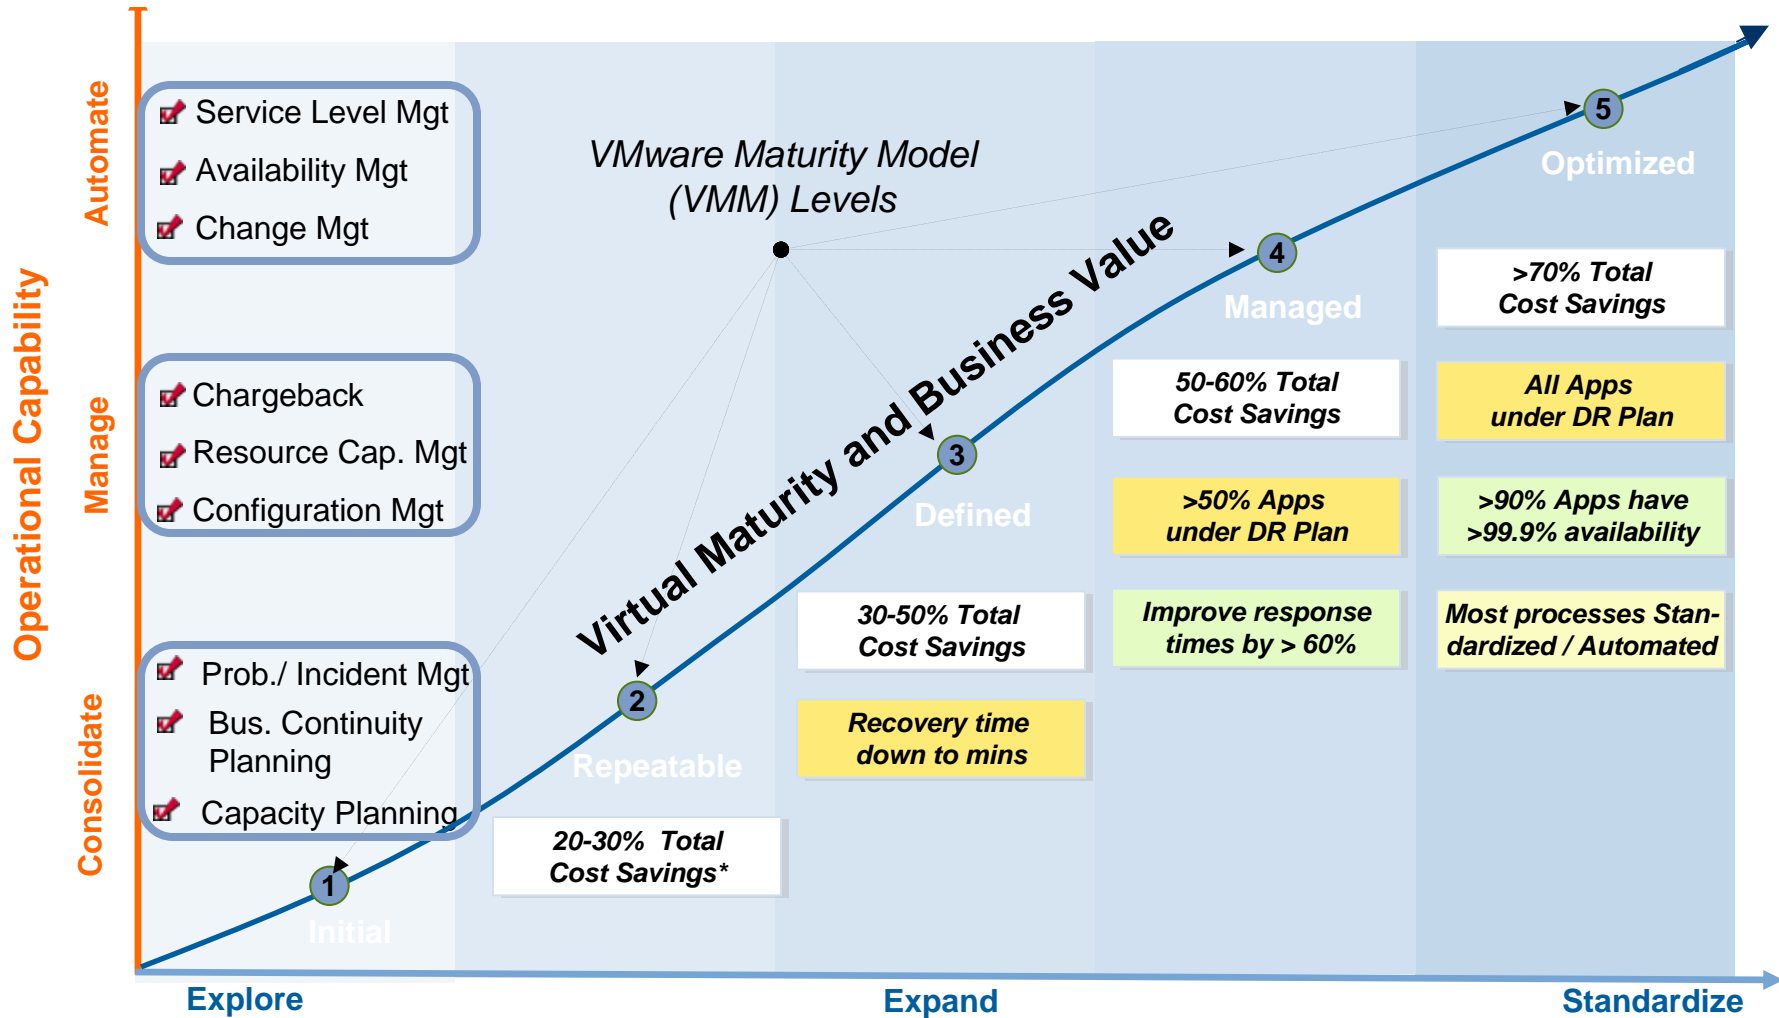 Operational Capability
Automate
Manage
Consolidate
Service Level Mgt
Availability Mgt
Change Mgt
Chargeback
Resource Cap. Mgt
Configuration Mgt
Prob./ Incident Mgt
Bus. Continuity
Planning
Capacity Planning
VMware Maturity Model
(VMM) Levels
Virtual Maturity and Business Value
1
Initial
2
Repeatable
20-30% Total
Cost Savings*
3
Defined
30-50% Total
Cost Savings
Recovery time
down to mins
4
Managed
50-60% Total
Cost Savings
>50% Apps
under DR Plan
Improve response
times by > 60%
5
Optimized
>70% Total
Cost Savings
All Apps
under DR Plan
>90% Apps have
>99.9% availability
Most processes Stan-
dardized / Automated
Explore
Expand
Standardize